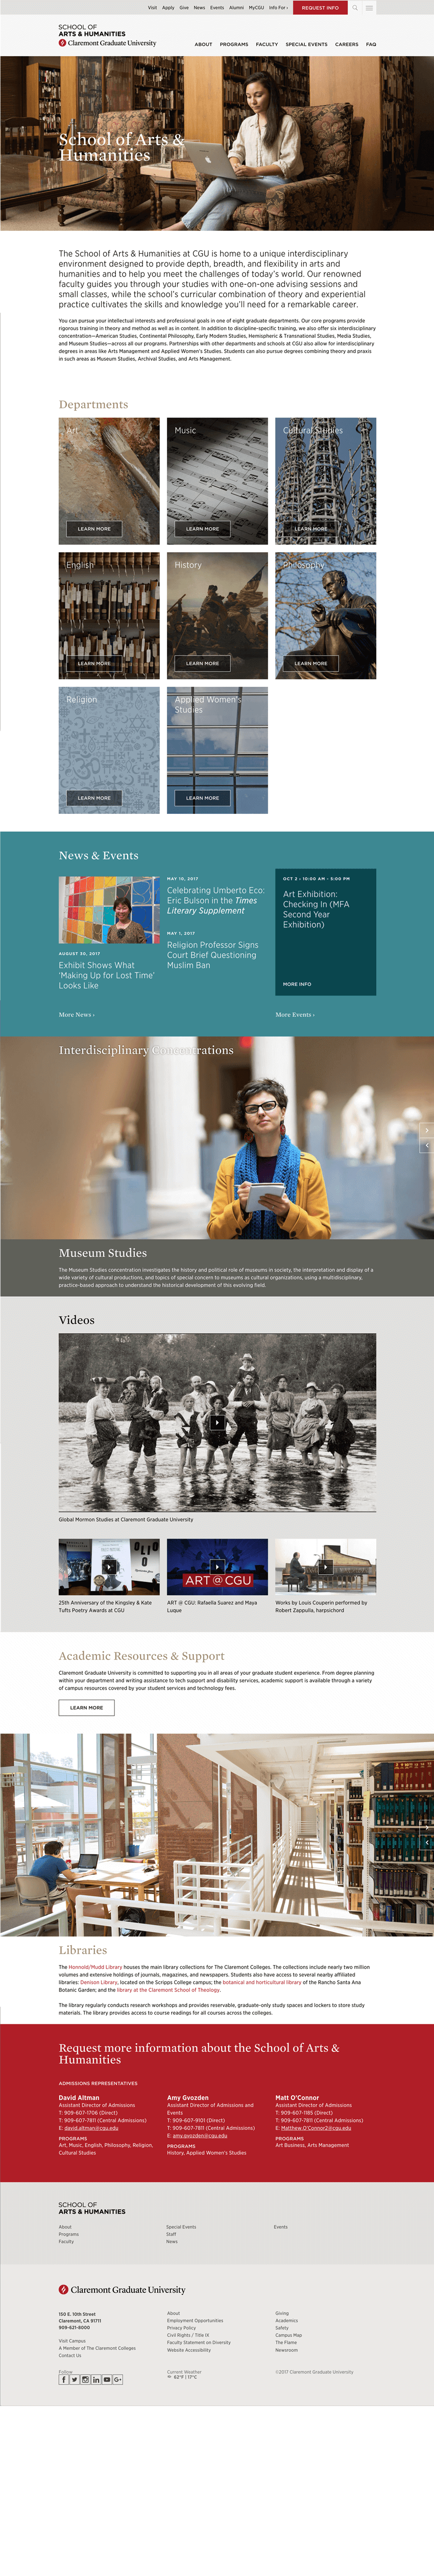 Visit Apply Give News Events Alumni MyCGU Info For › REQUEST INFO
SCHOOL OF
ARTS & HUMANITIES
Claremont Graduate University
ABOUT PROGRAMS FACULTY SPECIAL EVENTS CAREERS FAQ
School of Arts &
Humanities
The School of Arts & Humanities at CGU is home to a unique interdisciplinary
environment designed to provide depth, breadth, and flexibility in arts and
humanities and to help you meet the challenges of today's world. Our renowned
faculty guides you through your studies with one-on-one advising sessions and
small classes, while the school's curricular combination of theory and experiential
practice cultivates the skills and knowledge you'll need for a remarkable career.
You can pursue your intellectual interests and professional goals in one of eight graduate departments. Our core programs provide
rigorous training in theory and method as well as in content. In addition to discipline-specific training, we also offer six interdisciplinary
concentration—American Studies, Continental Philosophy, Early Modern Studies, Hemispheric & Transnational Studies, Media Studies,
and Museum Studies—across all our programs. Partnerships with other departments and schools at CGU also allow for interdisciplinary
degrees in areas like Arts Management and Applied Women's Studies. Students can also pursue degrees combining theory and praxis
in such areas as Museum Studies, Archival Studies, and Arts Management.
Departments
Art
LEARN MORE
Music
LEARN MORE
Cultural Studies
LEARN MORE
English
LEARN MORE
History
LEARN MORE
Philosophy
LEARN MORE
Religion
LEARN MORE
Applied Women's
Studies
LEARN MORE
News & Events
AUGUST 30, 2017
Exhibit Shows What
'Making Up for Lost Time'
Looks Like
MAY 10, 2017
Celebrating Umberto Eco:
Eric Bulson in the Times
Literary Supplement
MAY 1, 2017
Religion Professor Signs
Court Brief Questioning
Muslim Ban
OCT 2 - 10:00 AM - 5:00 PM
Art Exhibition:
Checking In (MFA
Second Year
Exhibition)
MORE INFO
More News ›
More Events ›
Interdisciplinary Concentrations
Museum Studies
The Museum Studies concentration investigates the history and political role of museums in society, the interpretation and display of a
wide variety of cultural productions, and topics of special concern to museums as cultural organizations, using a multidisciplinary,
practice-based approach to understand the historical development of this evolving field.
Videos
Global Mormon Studies at Claremont Graduate University
ART@CGU
25th Anniversary of the Kingsley & Kate
Tufts Poetry Awards at CGU
ART @ CGU: Rafaella Suarez and Maya
Luque
Works by Louis Couperin performed by
Robert Zappulla, harpsichord
Academic Resources & Support
Claremont Graduate University is committed to supporting you in all areas of your graduate student experience. From degree planning
within your department and writing assistance to tech support and disability services, academic support is available through a variety
of campus resources covered by your student services and technology fees.
LEARN MORE
Libraries
The Honnold/Mudd Library houses the main library collections for The Claremont Colleges. The collections include nearly two million
volumes and extensive holdings of journals, magazines, and newspapers. Students also have access to several nearby affiliated
libraries: Denison Library, located on the Scripps College campus; the botanical and horticultural library of the Rancho Santa Ana
Botanic Garden; and the library at the Claremont School of Theology.
The library regularly conducts research workshops and provides reservable, graduate-only study spaces and lockers to store study
materials. The library provides access to course readings for all courses across the colleges.
Request more information about the School of Arts &
Humanities
ADMISSIONS REPRESENTATIVES
David Altman
Assistant Director of Admissions
T: 909-607-1706 (Direct)
T: 909-607-7811 (Central Admissions)
E: david.altman@cgu.edu
PROGRAMS
Art, Music, English, Philosophy, Religion,
Cultural Studies
Amy Gvozden
Assistant Director of Admissions and
Events
T: 909-607-9101 (Direct)
T: 909-607-7811 (Central Admissions)
E: amy.gvozden@cgu.edu
PROGRAMS
History, Applied Women's Studies
Matt O'Connor
Assistant Director of Admissions
T: 909-607-1185 (Direct)
T: 909-607-7811 (Central Admissions)
E: Matthew.O'Connor2@cgu.edu
PROGRAMS
Art Business, Arts Management
SCHOOL OF
ARTS & HUMANITIES
About
Programs
Faculty
Special Events
Staff
News
Events
Claremont Graduate University
150 E. 10th Street
Claremont, CA 91711
909-621-8000
Visit Campus
A Member of The Claremont Colleges
Contact Us
About
Employment Opportunities
Privacy Policy
Civil Rights / Title IX
Faculty Statement on Diversity
Website Accessibility
Giving
Academics
Safety
Campus Map
The Flame
Newsroom
Follow
Current Weather
62°F | 17°C
©2017 Claremont Graduate University